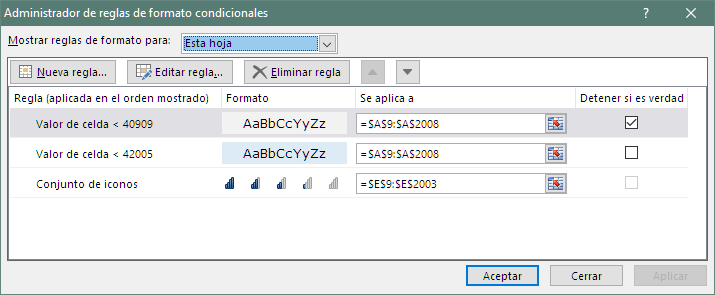 Administrador de reglas de formato condicionales ? ×
Mostrar reglas de formato para: Esta hoja
Nueva regla... Editar regla... Eliminar regla
Regla (aplicada en el orden mostrado) Formato Se aplica a Detener si es verdad
Valor de celda < 40909 AaBbCcYyZz =$A$9:$A$2008
Valor de celda < 42005 AaBbCcYyZz =$A$9:$A$2008
Conjunto de iconos =$E$9:$E$2003
Aceptar Cerrar Aplicar